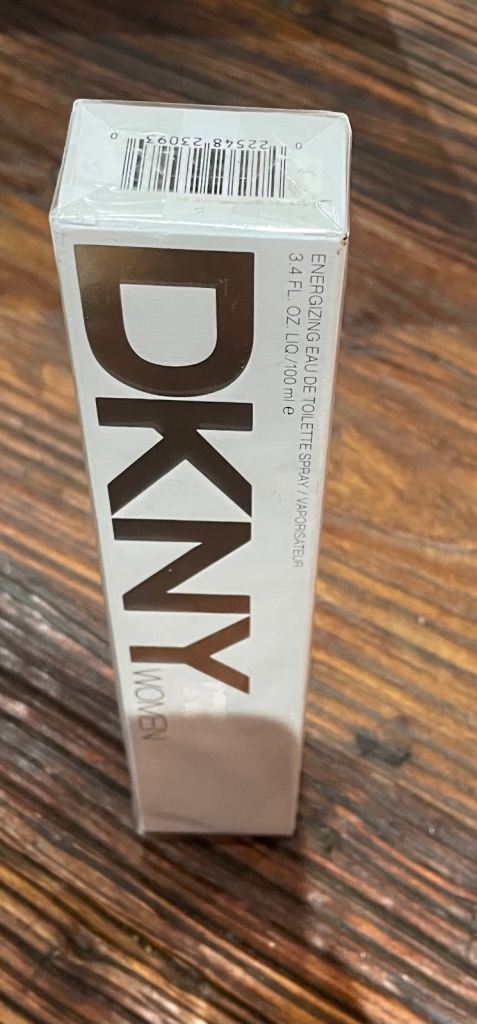 0 22548 23093 0
DKNY
WOMEN
ENERGIZING EAU DE TOILETTE SPRAY / VAPORISATEUR
3.4 FL. OZ. LIQ./100 ml e